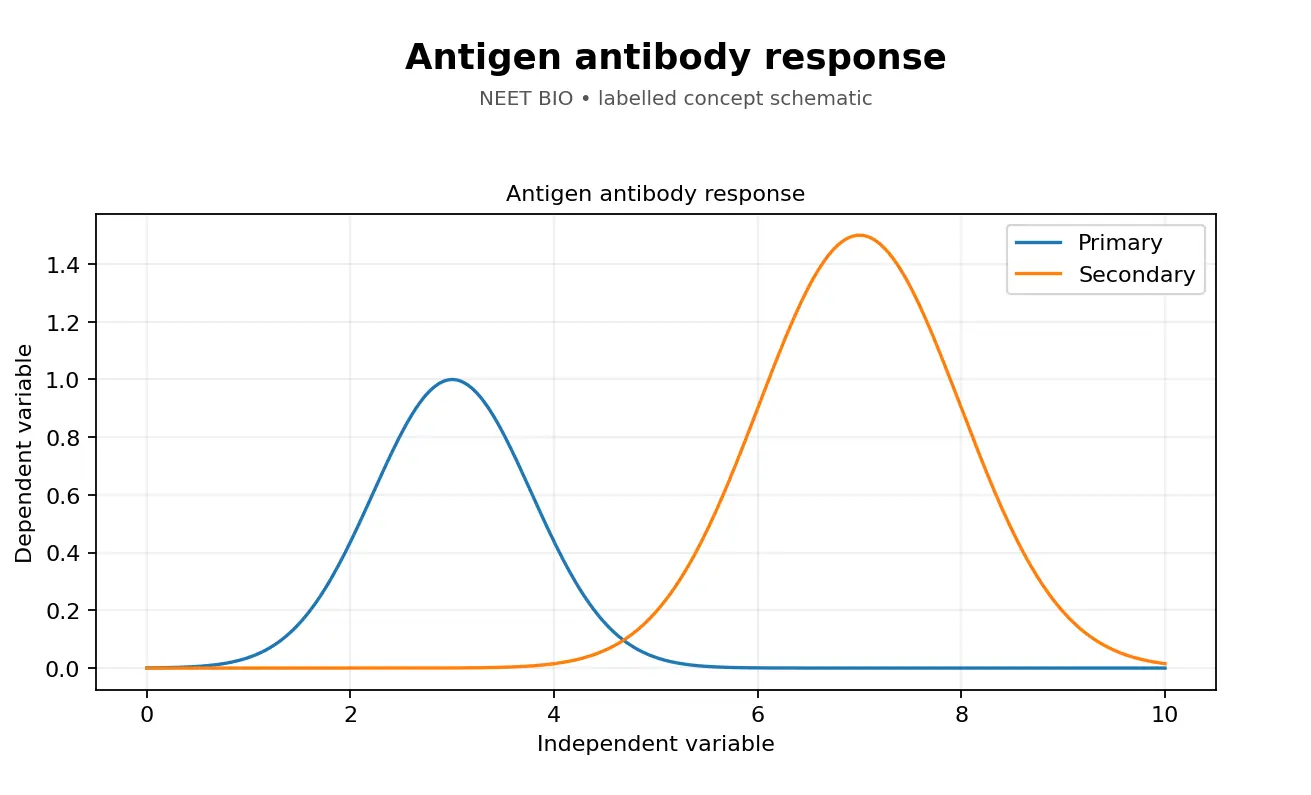 Antigen antibody response
NEET BIO • labelled concept schematic
Antigen antibody response
Primary
Secondary
Dependent variable
1.4
1.2
1.0
0.8
0.6
0.4
0.2
0.0
0 2 4 6 8 10
Independent variable